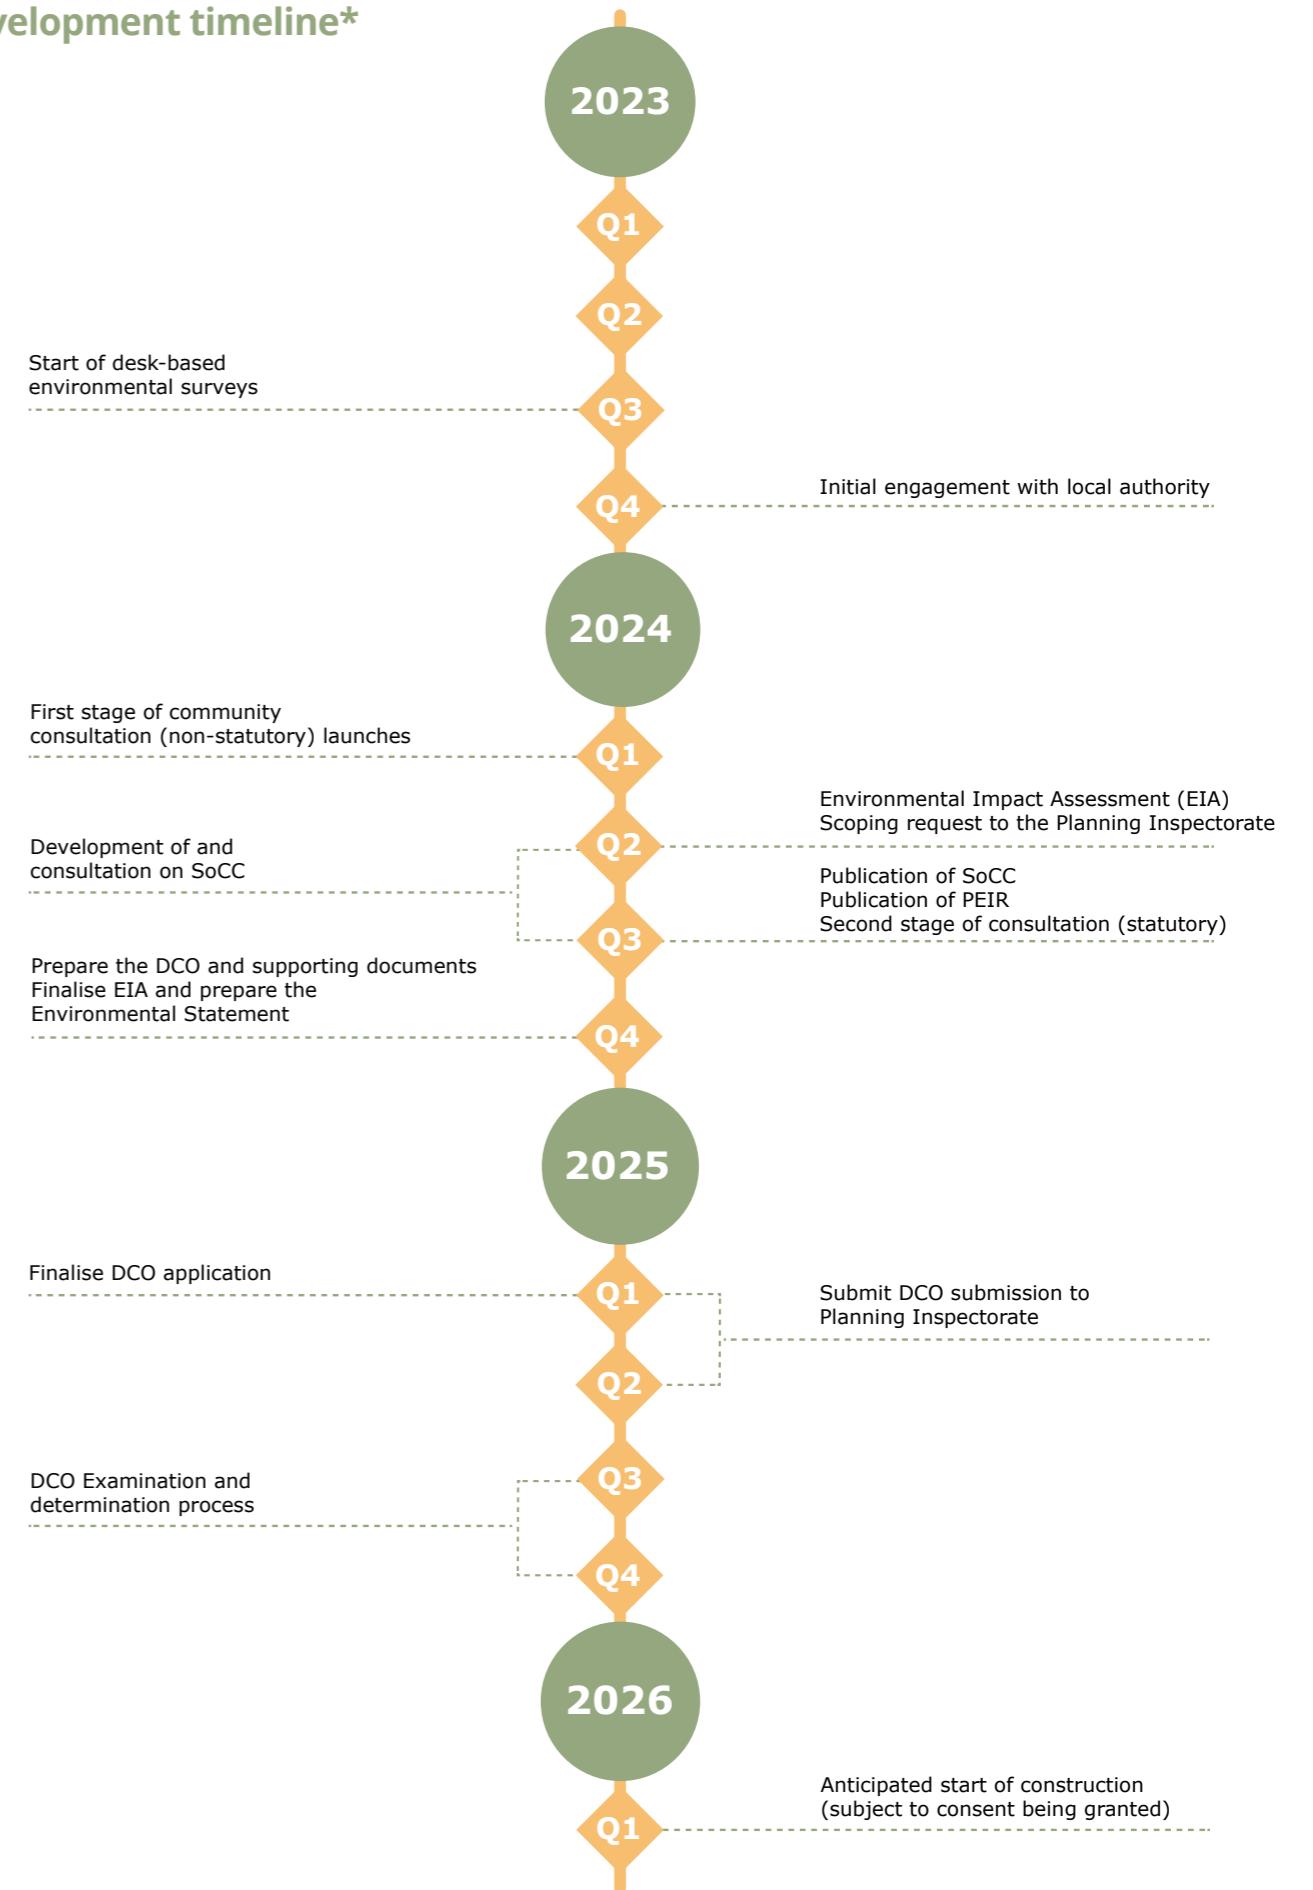 velopment timeline*
2023
Q1
Q2
Start of desk-based
environmental surveys
Q3
Initial engagement with local authority
Q4
2024
First stage of community
consultation (non-statutory) launches
Q1
Environmental Impact Assessment (EIA)
Scoping request to the Planning Inspectorate
Q2
Development of and
consultation on SoCC
Publication of SoCC
Publication of PEIR
Second stage of consultation (statutory)
Q3
Prepare the DCO and supporting documents
Finalise EIA and prepare the
Environmental Statement
Q4
2025
Finalise DCO application
Q1
Submit DCO submission to
Planning Inspectorate
Q2
Q3
DCO Examination and
determination process
Q4
2026
Anticipated start of construction
(subject to consent being granted)
Q1